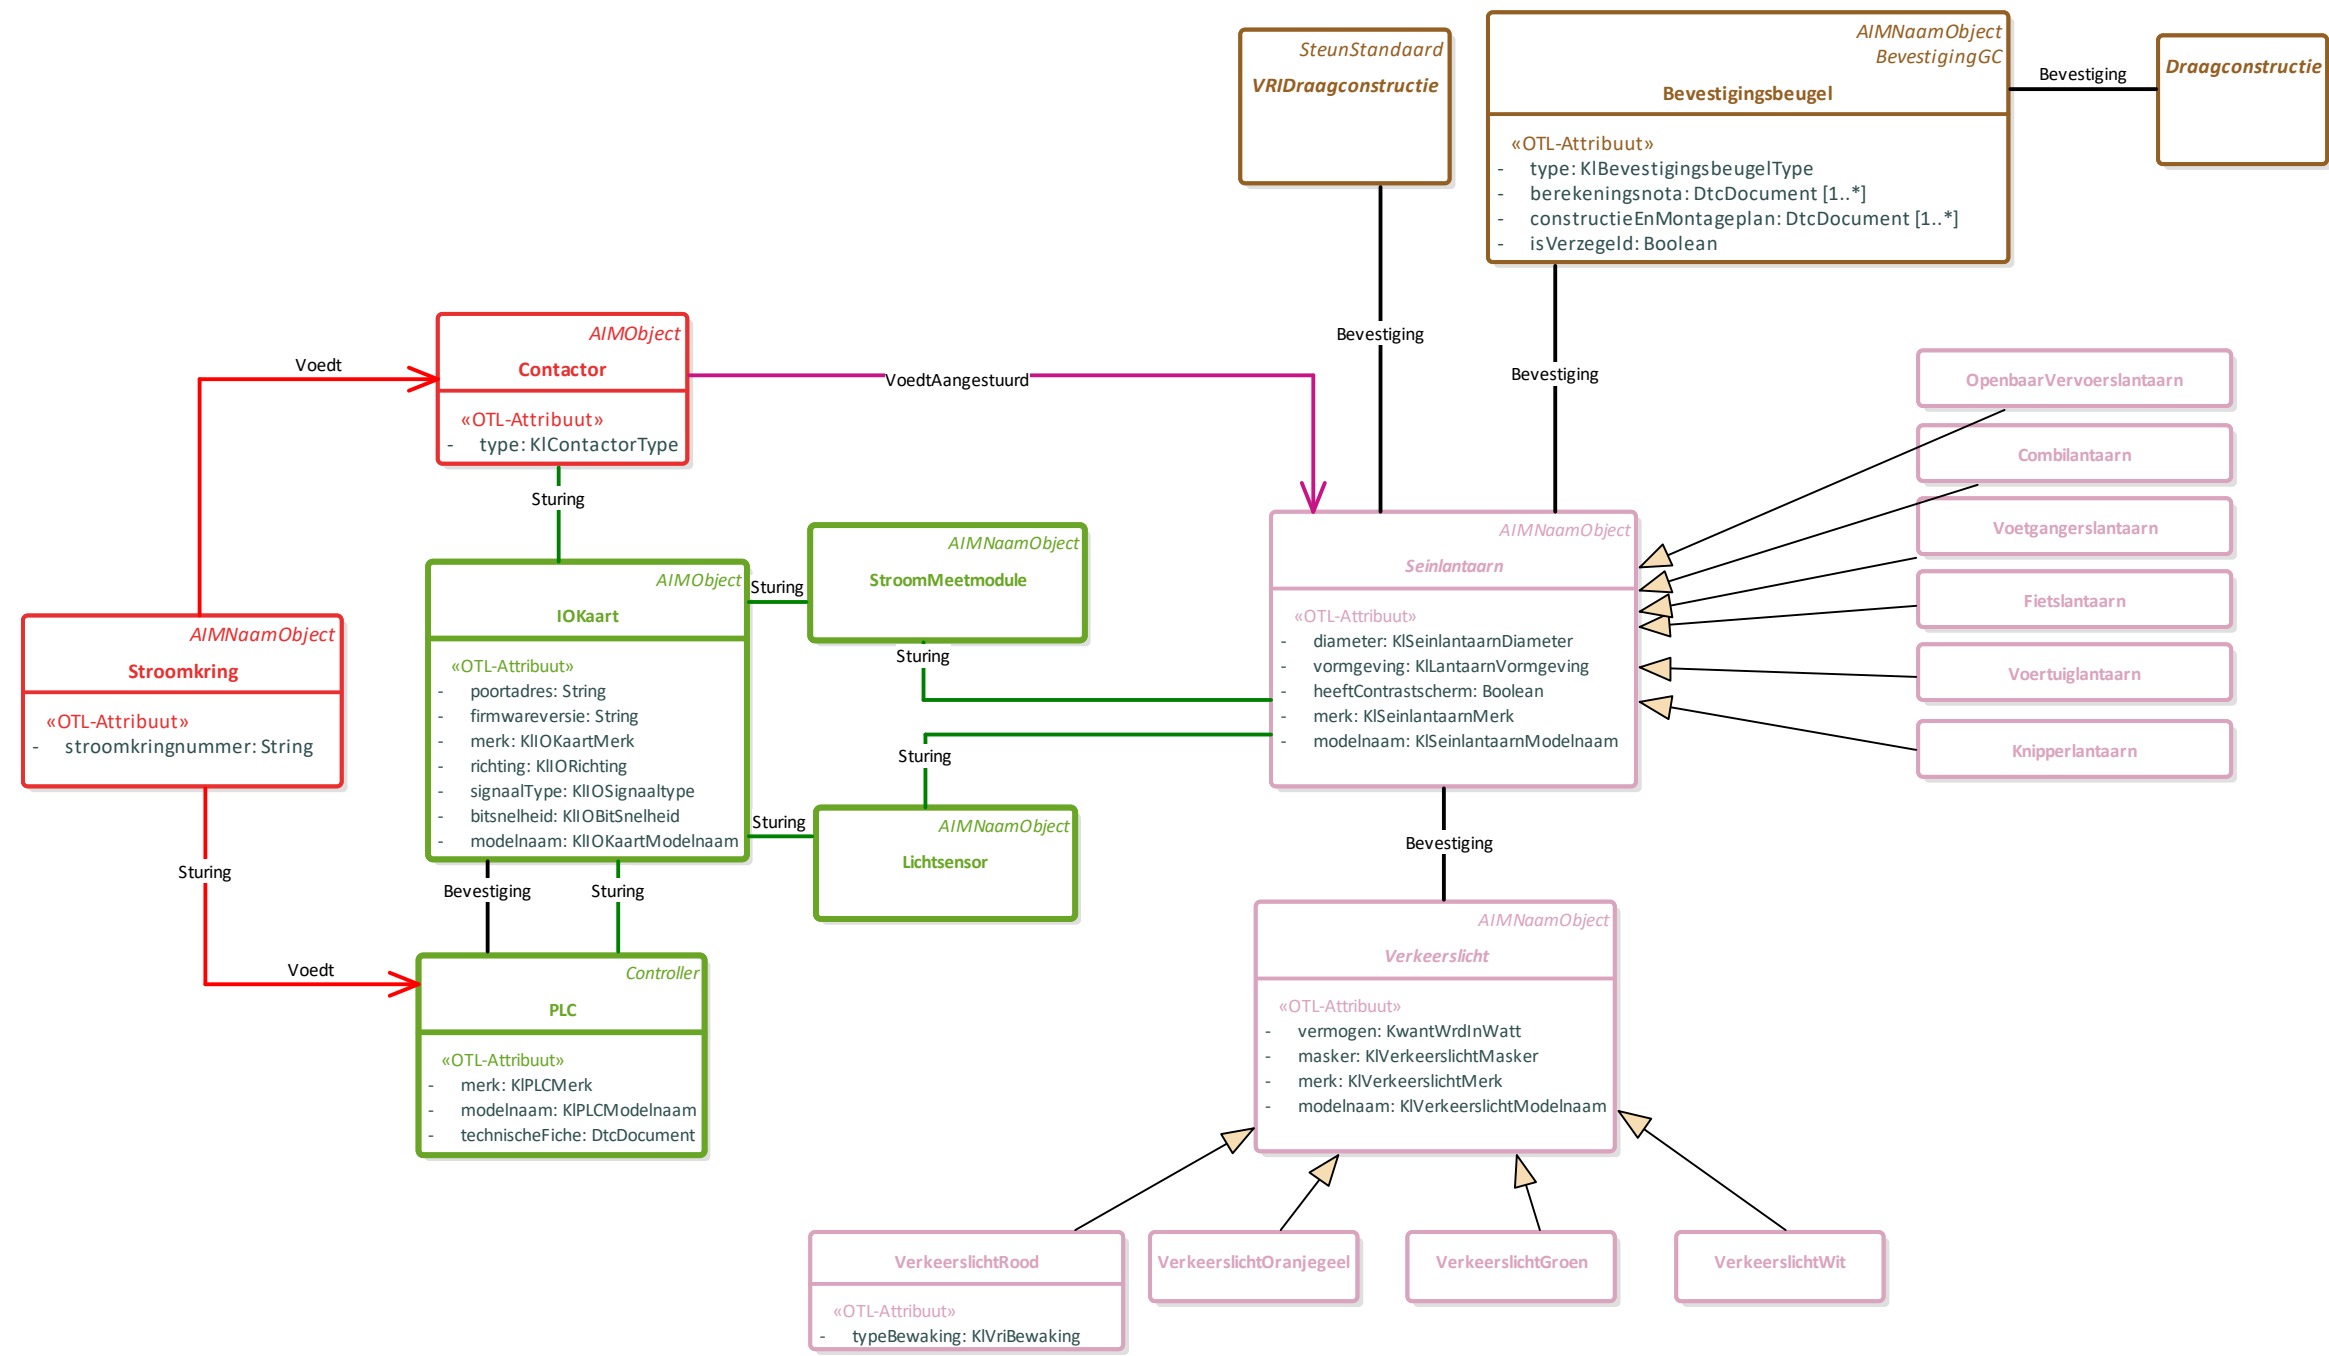 SteunStandaard
VRIDraagconstructie
AIMNaamObject
BevestigingGC
Bevestigingsbeugel
«OTL-Attribuut»
- type: KlBevestigingsbeugelType
- berekeningsnota: DtcDocument [1..*]
- constructieEnMontageplan: DtcDocument [1..*]
- isVerzegeld: Boolean
Bevestiging
Draagconstructie
Bevestiging
Bevestiging
Voedt
AIMObject
Contactor
«OTL-Attribuut»
- type: KlContactorType
VoedtAangestuurd
Sturing
OpenbaarVervoerslantaarn
Combilantaarn
Voetgangerslantaarn
Fietslantaarn
Voertuiglantaarn
Knipperlantaarn
AIMNaamObject
Stroomkring
«OTL-Attribuut»
- stroomkringnummer: String
AIMObject
IOKaart
«OTL-Attribuut»
- poortadres: String
- firmwareversie: String
- merk: KlIOKaartMerk
- richting: KlIORichting
- signaalType: KlIOSignaaltype
- bitsnelheid: KlIOBitSnelheid
- modelnaam: KlIOKaartModelnaam
Sturing
AIMNaamObject
StroomMeetmodule
Sturing
AIMNaamObject
Seinlantaarn
«OTL-Attribuut»
- diameter: KlSeinlantaarnDiameter
- vormgeving: KlLantaarnVormgeving
- heeftContrastscherm: Boolean
- merk: KlSeinlantaarnMerk
- modelnaam: KlSeinlantaarnModelnaam
Sturing
Sturing
AIMNaamObject
Lichtsensor
Sturing
Voedt
Bevestiging
Sturing
Controller
PLC
«OTL-Attribuut»
- merk: KlPLCMerk
- modelnaam: KlPLCModelnaam
- technischeFiche: DtcDocument
Bevestiging
AIMNaamObject
Verkeerslicht
«OTL-Attribuut»
- vermogen: KwantWrdInWatt
- masker: KlVerkeerslichtMasker
- merk: KlVerkeerslichtMerk
- modelnaam: KlVerkeerslichtModelnaam
VerkeerslichtRood
«OTL-Attribuut»
- typeBewaking: KlVriBewaking
VerkeerslichtOranjegeel
VerkeerslichtGroen
VerkeerslichtWit